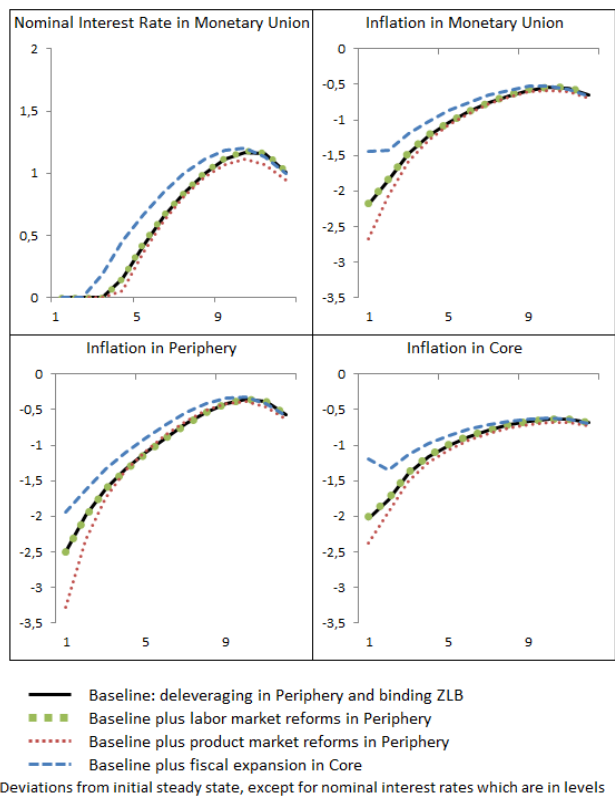 Nominal Interest Rate in Monetary Union
2
1,5
1
0,5
0
1 5 9
Inflation in Monetary Union
0
-0,5
-1
-1,5
-2
-2,5
-3
-3,5
1 5 9
Inflation in Periphery
0
-0,5
-1
-1,5
-2
-2,5
-3
-3,5
1 5 9
Inflation in Core
0
-0,5
-1
-1,5
-2
-2,5
-3
-3,5
1 5 9
Baseline: deleveraging in Periphery and binding ZLB
Baseline plus labor market reforms in Periphery
Baseline plus product market reforms in Periphery
Baseline plus fiscal expansion in Core
Deviations from initial steady state, except for nominal interest rates which are in levels